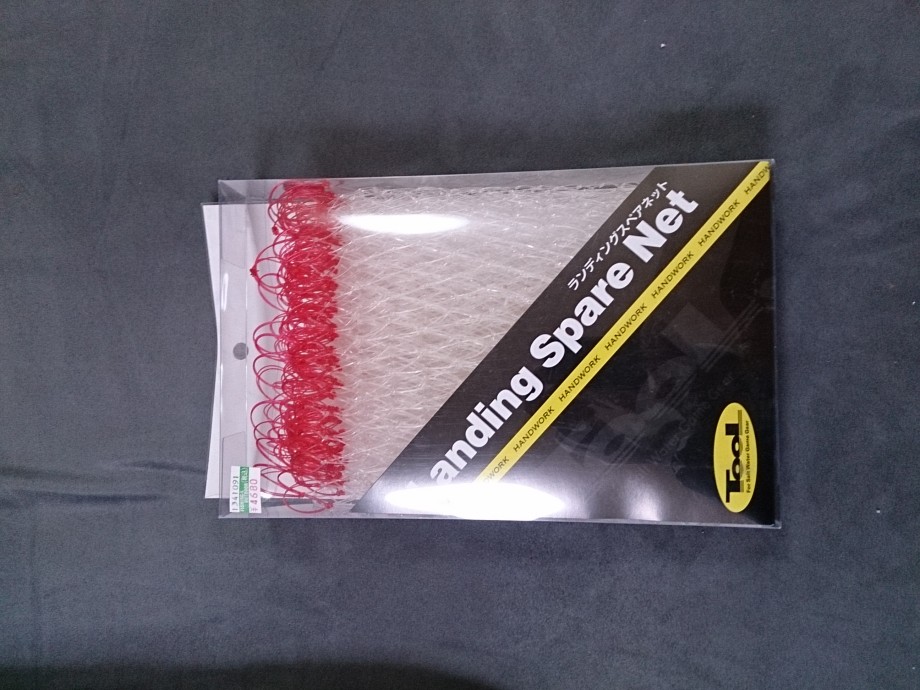 ランディングスペアネット
anding Spare Net
HANDWORK HANDWORK HANDWORK HANDWORK HANDWORK
Tool
For Salt Water Game Gear
1341091
¥4680